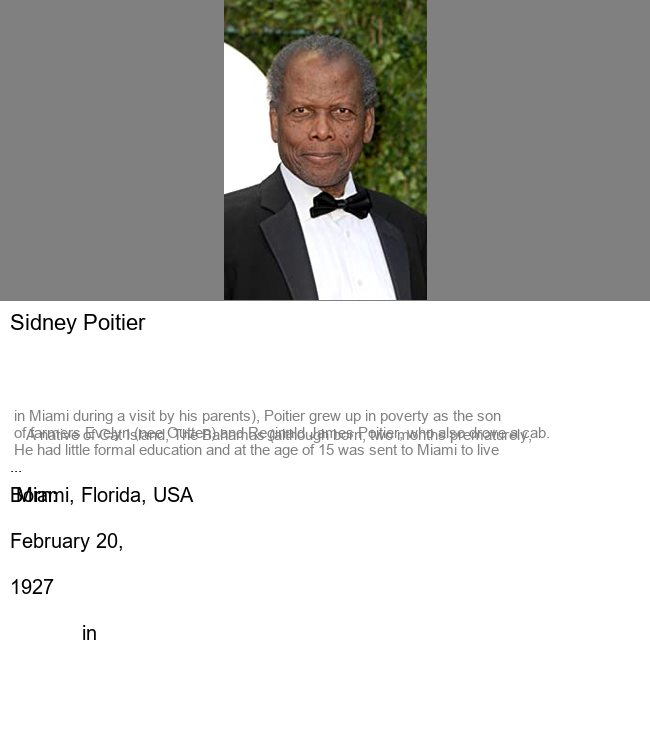 Sidney Poitier
in Miami during a visit by his parents), Poitier grew up in poverty as the son
of farmers Evelyn (nee Outten) and Reginald James Poitier, who also drove a cab.
A native of Cat Island, The Bahamas (although born, two months prematurely,
He had little formal education and at the age of 15 was sent to Miami to live
...
Born:
Miami, Florida, USA
February 20,
1927
in